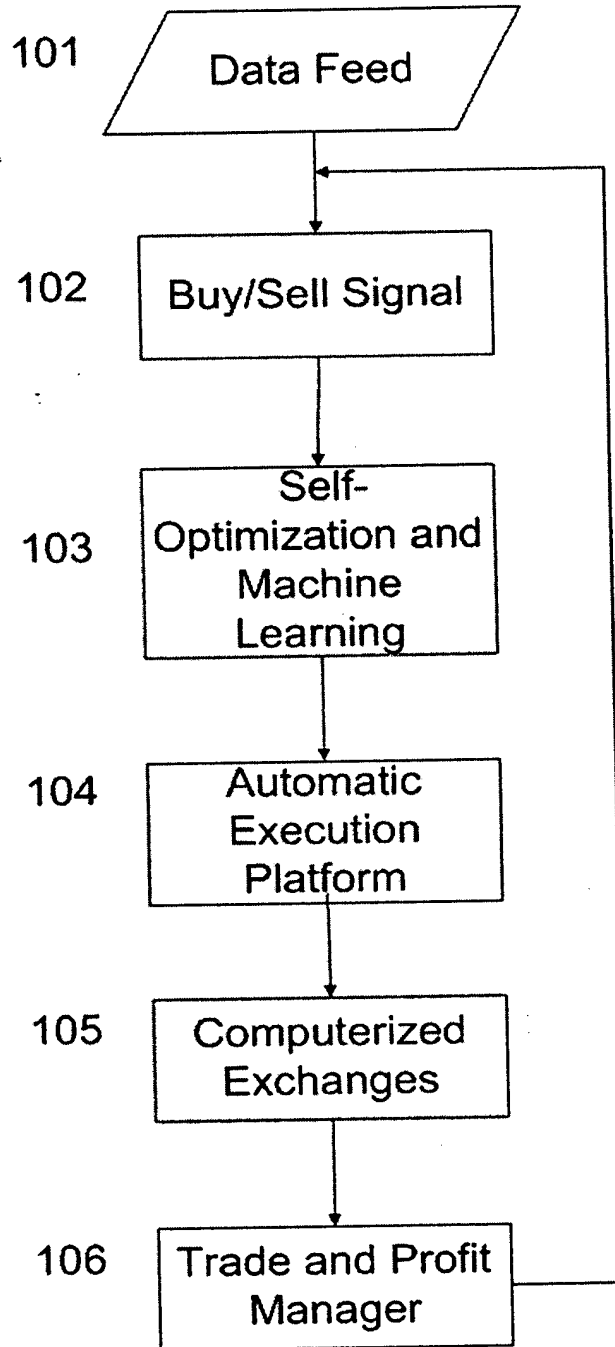 101
Data Feed
102
Buy/Sell Signal
103
Self-
Optimization and
Machine
Learning
104
Automatic
Execution
Platform
105
Computerized
Exchanges
106
Trade and Profit
Manager